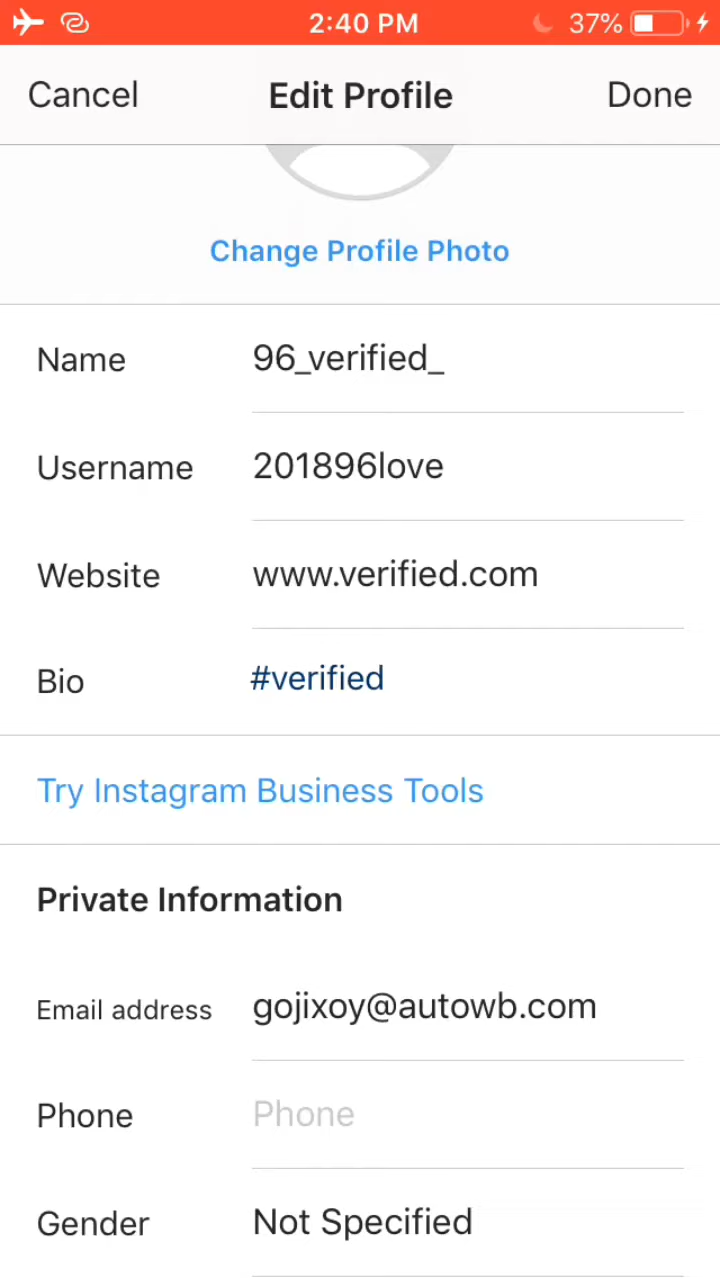 2:40 PM 37%
Cancel Edit Profile Done
Change Profile Photo
Name 96_verified_
Username 201896love
Website www.verified.com
Bio #verified
Try Instagram Business Tools
Private Information
Email address gojixoy@autowb.com
Phone Phone
Gender Not Specified